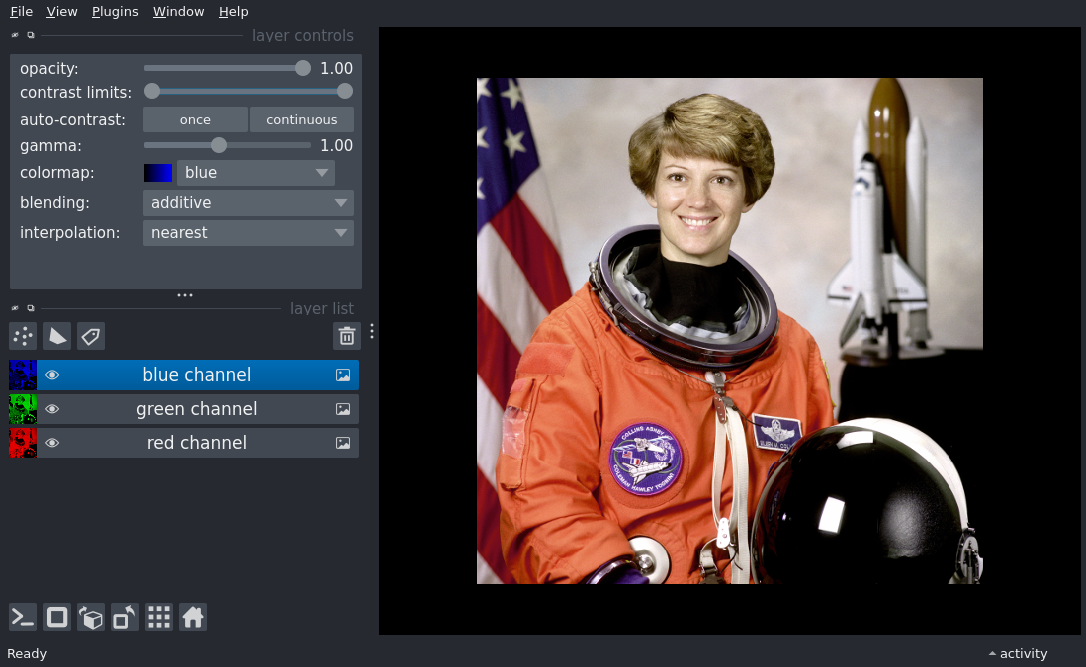 File View Plugins Window Help
layer controls
opacity: 1.00
contrast limits:
auto-contrast: once continuous
gamma: 1.00
colormap: blue
blending: additive
interpolation: nearest
layer list
blue channel
green channel
red channel
COLLINS ASHBY
COLEMAN HAWLEY TOGNINI
USA
Ready
activity